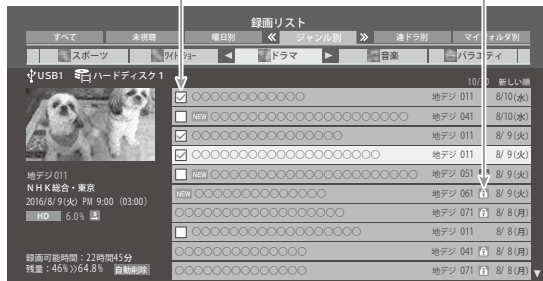 録画リスト
すべて 未視聴 曜日別 ジャンル別 連ドラ別 マイフォルダ別
スポーツ ワイドショー ドラマ 音楽 バラエティ
USB1 ハードディスク1
新しい順
○○○○○○○○○○○○ 地デジ 011 8/10(水)
NEW ○○○○○○○○○○○○○○○○○○○○○○ 地デジ 041 8/10(水)
○○○○○○○○○○○○○○○○ 地デジ 011 8/ 9(火)
○○○○○○○○○○○○○○○○○○○○ 地デジ 011 8/ 9(火)
NEW ○○○○○○○○○○○○○○○○○○○○○○○ 地デジ 051 8/ 9(火)
NEW ○○○○○○○○○○○○○○ 地デジ 061 8/ 9(火)
○○○○○○○○○○○○○○○○○○ 地デジ 071 8/ 8(月)
○○○○○○○○○○○○○○○ 地デジ 011 8/ 8(月)
○○○○○○○○○○○○○○ 地デジ 041 8/ 8(月)
○○○○○○○○○○○○○○ 地デジ 071 8/ 8(月)
地デジ 011
NHK総合・東京
2016/8/ 9(火) PM 9:00 (03:00)
HD 6.0%
録画可能時間：22時間45分
残量：46%≫64.8% 自動削除